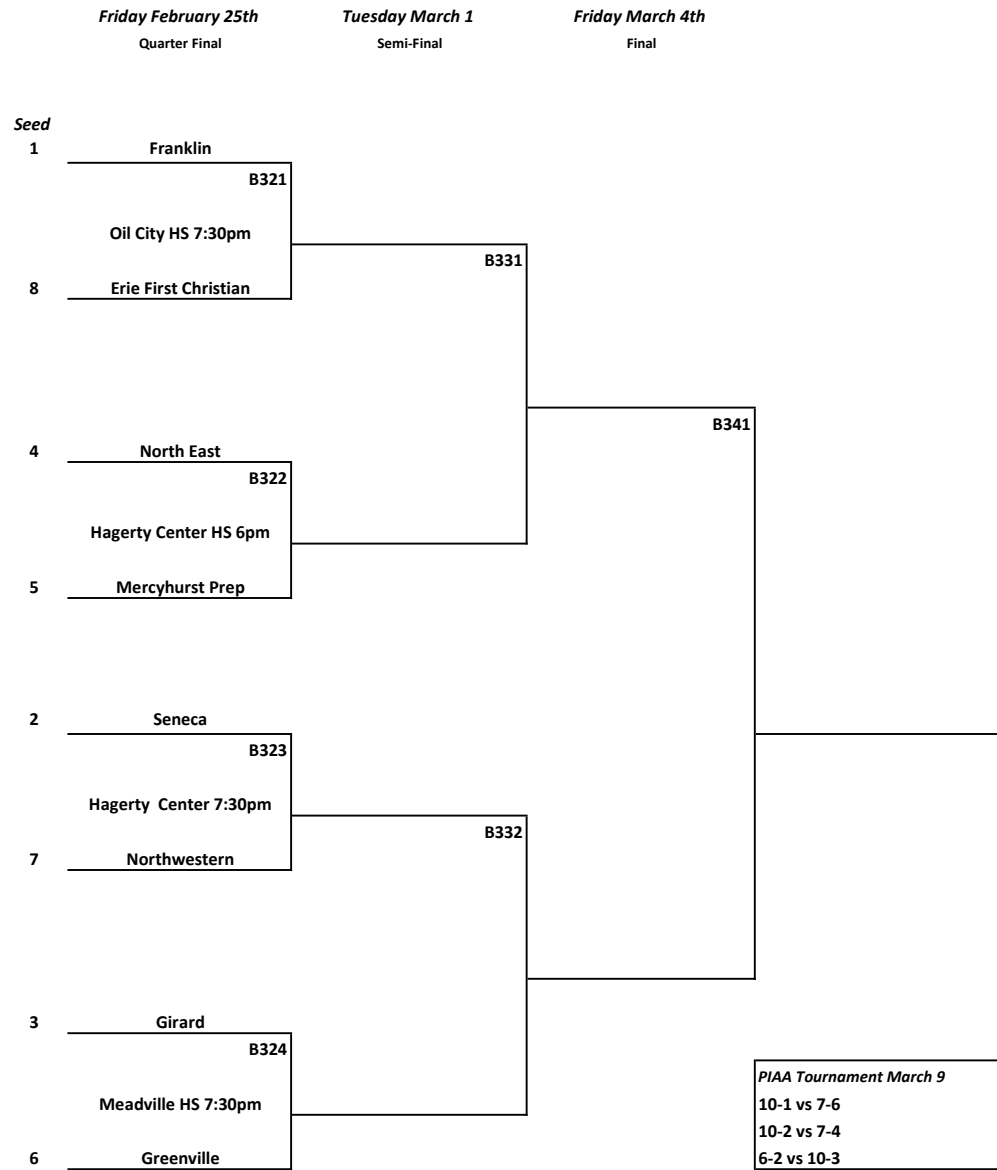 Friday February 25th Tuesday March 1 Friday March 4th
Quarter Final Semi-Final Final
Seed
1 Franklin
B321
Oil City HS 7:30pm
B331
8 Erie First Christian
B341
4 North East
B322
Hagerty Center HS 6pm
5 Mercyhurst Prep
2 Seneca
B323
Hagerty  Center 7:30pm
B332
7 Northwestern
3 Girard
B324
Meadville HS 7:30pm
6 Greenville
PIAA Tournament March 9
10-1 vs 7-6
10-2 vs 7-4
6-2 vs 10-3